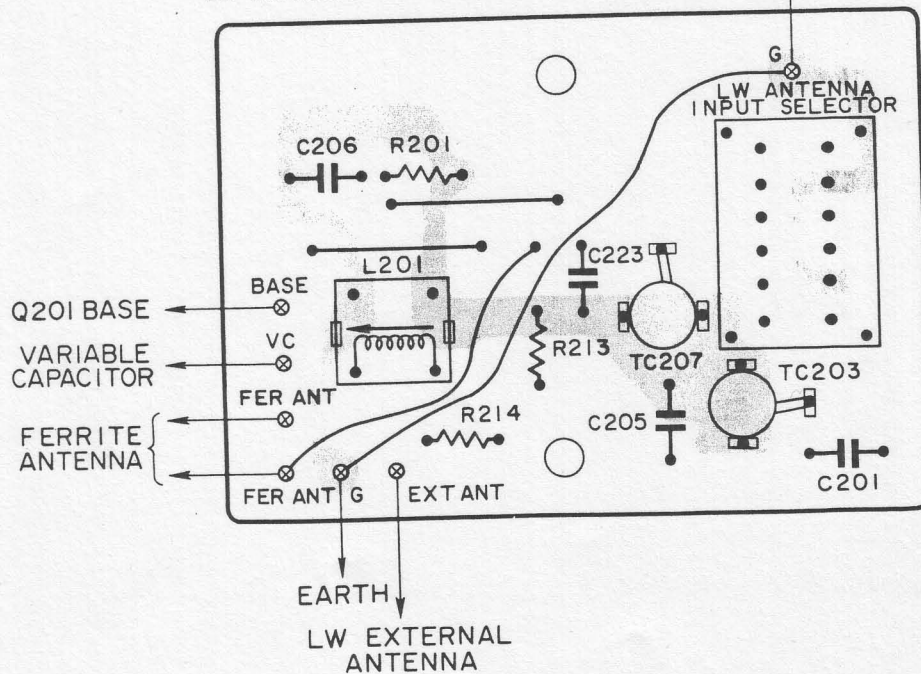 G
LW ANTENNA
INPUT SELECTOR
C206
R201
C223
L201
BASE
Q201 BASE
VC
VARIABLE
CAPACITOR
R213
TC207
TC203
FER ANT
R214
C205
FERRITE
ANTENNA
FER ANT G
EXT ANT
C201
EARTH
LW EXTERNAL
ANTENNA